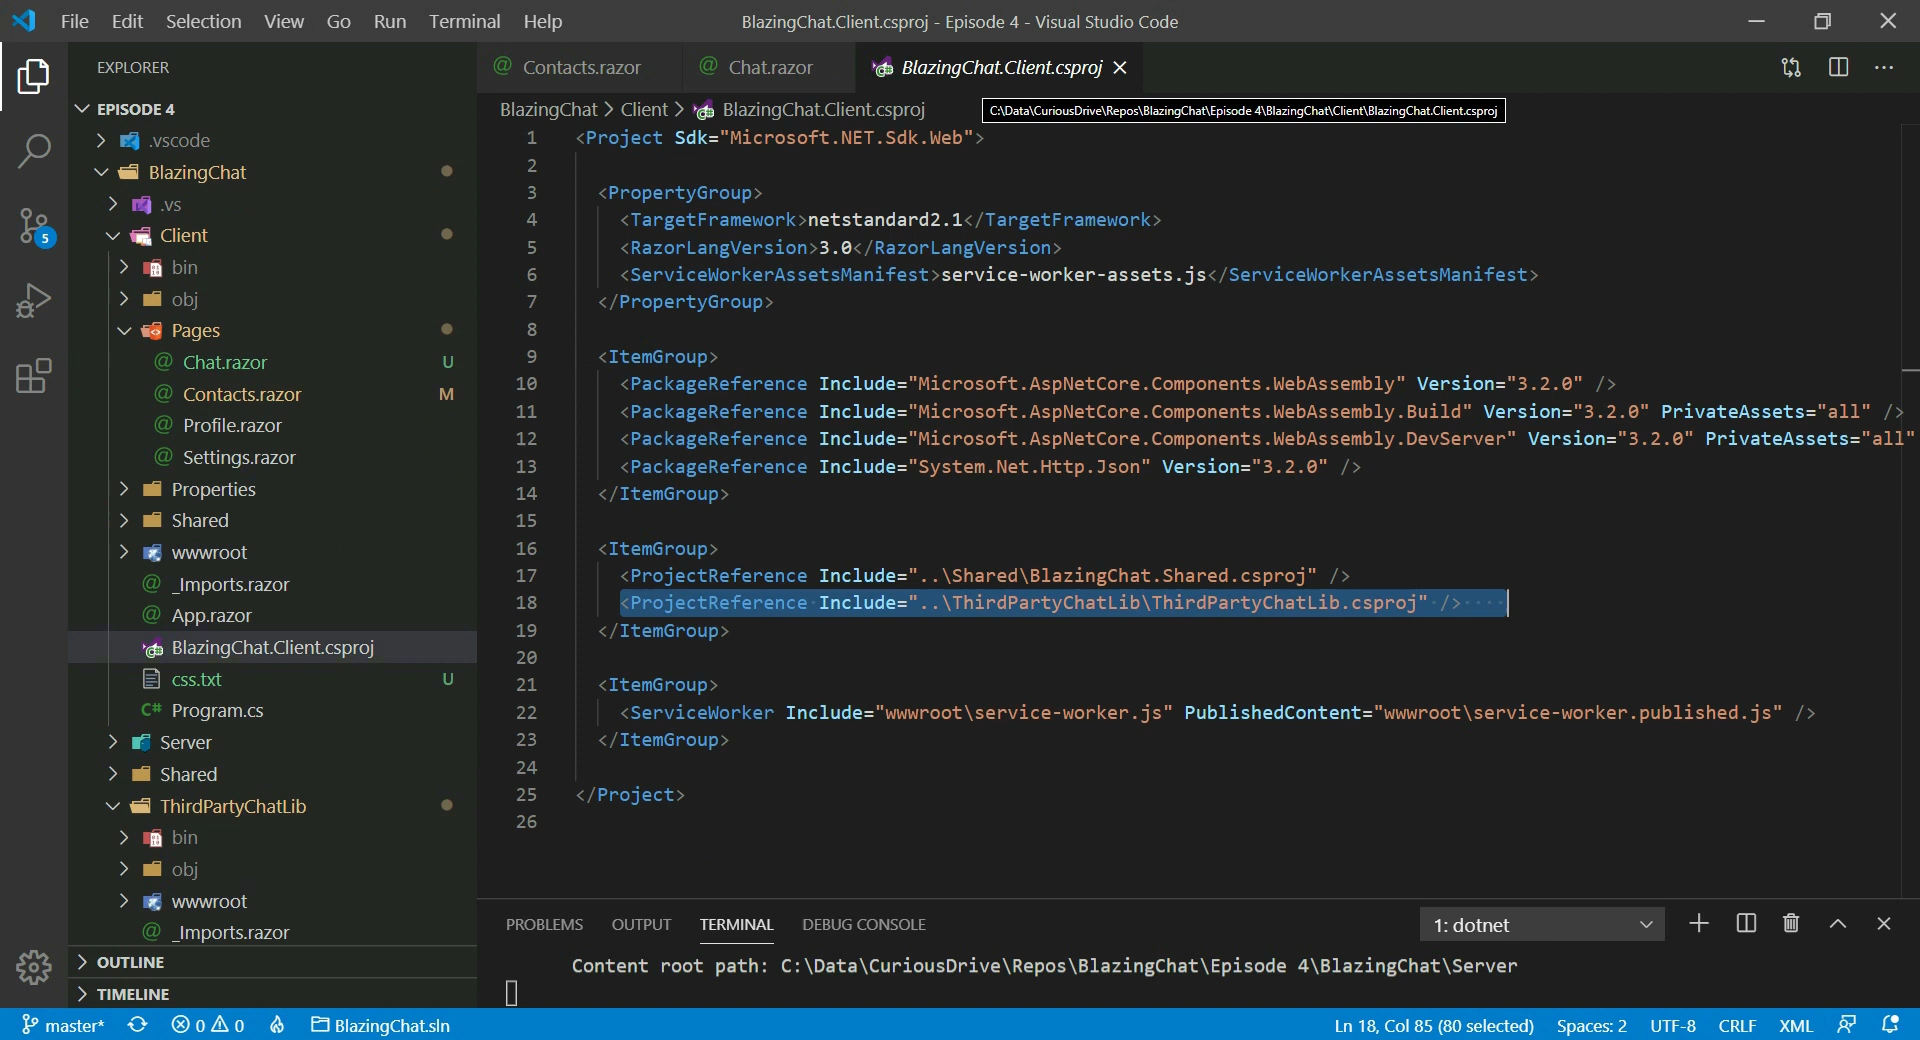 File Edit Selection View Go Run Terminal Help
BlazingChat.Client.csproj - Episode 4 - Visual Studio Code
EXPLORER
Contacts.razor
Chat.razor
BlazingChat.Client.csproj
EPISODE 4
BlazingChat > Client > BlazingChat.Client.csproj
C:\Data\CuriousDrive\Repos\BlazingChat\Episode 4\BlazingChat\Client\BlazingChat.Client.csproj
.vscode
BlazingChat
.vs
Client
bin
obj
Pages
Chat.razor U
Contacts.razor M
Profile.razor
Settings.razor
Properties
Shared
wwwroot
_Imports.razor
App.razor
BlazingChat.Client.csproj
css.txt U
C# Program.cs
Server
Shared
ThirdPartyChatLib
bin
obj
wwwroot
_Imports.razor
OUTLINE
TIMELINE
5
1 <Project Sdk="Microsoft.NET.Sdk.Web">
2
3 <PropertyGroup>
4 <TargetFramework>netstandard2.1</TargetFramework>
5 <RazorLangVersion>3.0</RazorLangVersion>
6 <ServiceWorkerAssetsManifest>service-worker-assets.js</ServiceWorkerAssetsManifest>
7 </PropertyGroup>
8
9 <ItemGroup>
10 <PackageReference Include="Microsoft.AspNetCore.Components.WebAssembly" Version="3.2.0" />
11 <PackageReference Include="Microsoft.AspNetCore.Components.WebAssembly.Build" Version="3.2.0" PrivateAssets="all" />
12 <PackageReference Include="Microsoft.AspNetCore.Components.WebAssembly.DevServer" Version="3.2.0" PrivateAssets="all"
13 <PackageReference Include="System.Net.Http.Json" Version="3.2.0" />
14 </ItemGroup>
15
16 <ItemGroup>
17 <ProjectReference Include="..\Shared\BlazingChat.Shared.csproj" />
18 <ProjectReference Include="..\ThirdPartyChatLib\ThirdPartyChatLib.csproj" />
19 </ItemGroup>
20
21 <ItemGroup>
22 <ServiceWorker Include="wwwroot\service-worker.js" PublishedContent="wwwroot\service-worker.published.js" />
23 </ItemGroup>
24
25 </Project>
26
PROBLEMS OUTPUT TERMINAL DEBUG CONSOLE
1: dotnet
Content root path: C:\Data\CuriousDrive\Repos\BlazingChat\Episode 4\BlazingChat\Server
master* 0 0 BlazingChat.sln
Ln 18, Col 85 (80 selected) Spaces: 2 UTF-8 CRLF XML